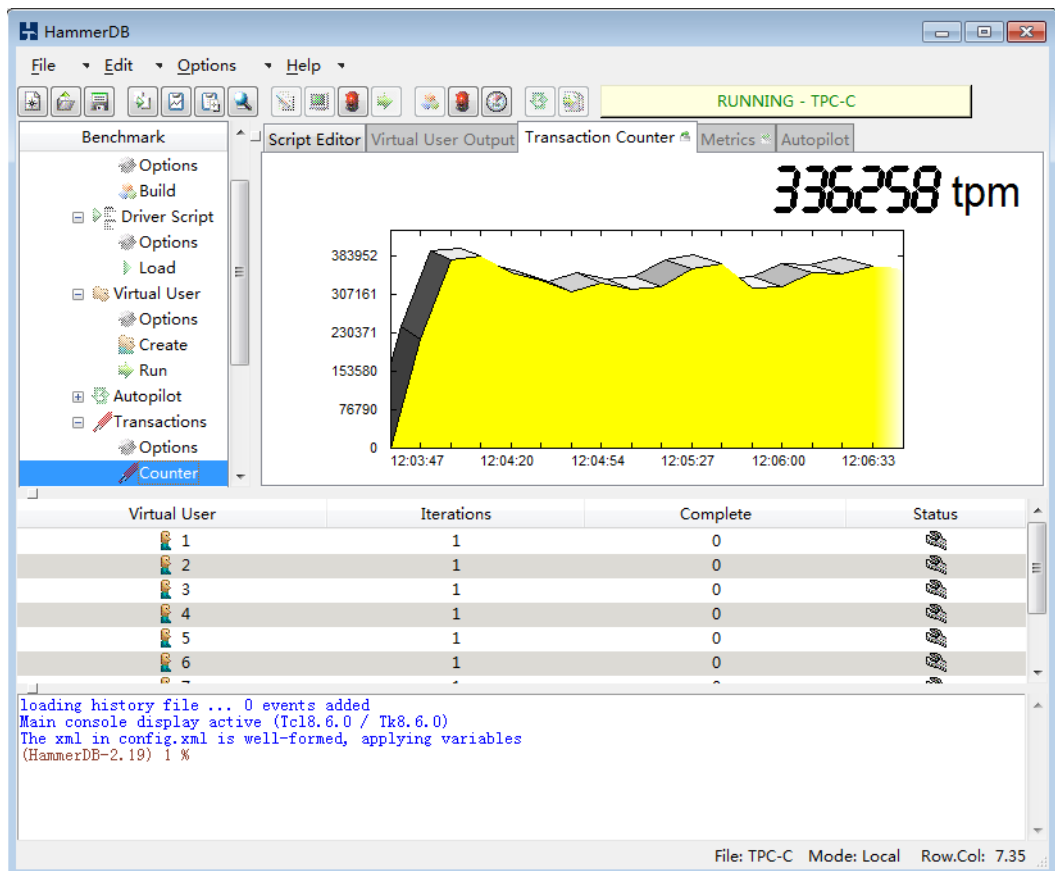 HammerDB
File Edit Options Help
RUNNING - TPC-C
Benchmark
Options
Build
Driver Script
Options
Load
Virtual User
Options
Create
Run
Autopilot
Transactions
Options
Counter
Script Editor Virtual User Output Transaction Counter Metrics Autopilot
336258 tpm
383952
307161
230371
153580
76790
0
12:03:47 12:04:20 12:04:54 12:05:27 12:06:00 12:06:33
Virtual User Iterations Complete Status
1 1 0
2 1 0
3 1 0
4 1 0
5 1 0
6 1 0
loading history file ... 0 events added
Main console display active (Tcl8.6.0 / Tk8.6.0)
The xml in config.xml is well-formed, applying variables
(HammerDB-2.19) 1 %
File: TPC-C Mode: Local Row.Col: 7.35